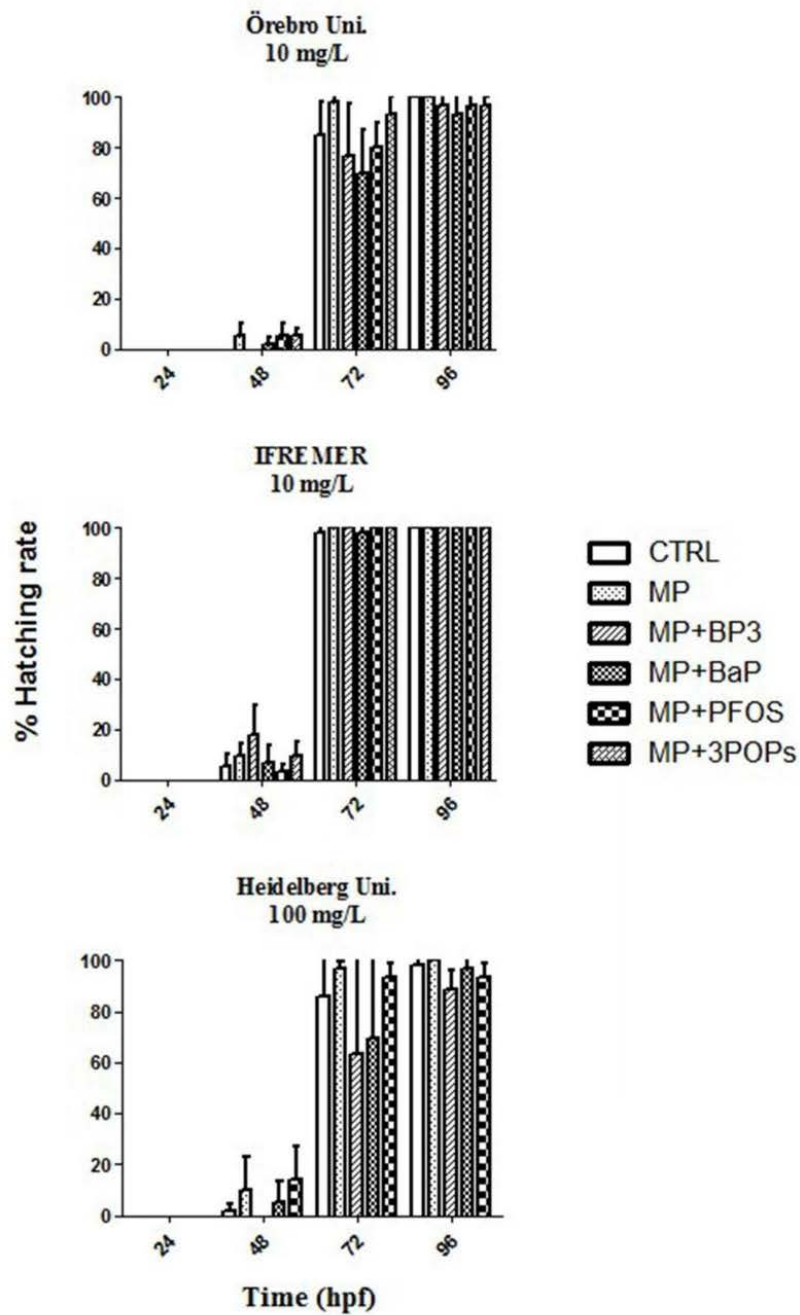 Örebro Uni.
10 mg/L
100
80
60
40
20
0
24
48
72
96
IFREMER
10 mg/L
% Hatching rate
100
80
60
40
20
0
24
48
72
96
CTRL
MP
MP+BP3
MP+BaP
MP+PFOS
MP+3POPs
Heidelberg Uni.
100 mg/L
100
80
60
40
20
0
24
48
72
96
Time (hpf)